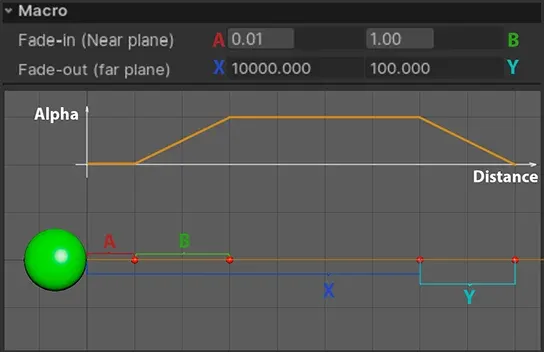 Macro
Fade-in (Near plane) A 0.01 1.00 B
Fade-out (far plane) X 10000.000 100.000 Y
Alpha
Distance
A B
X Y